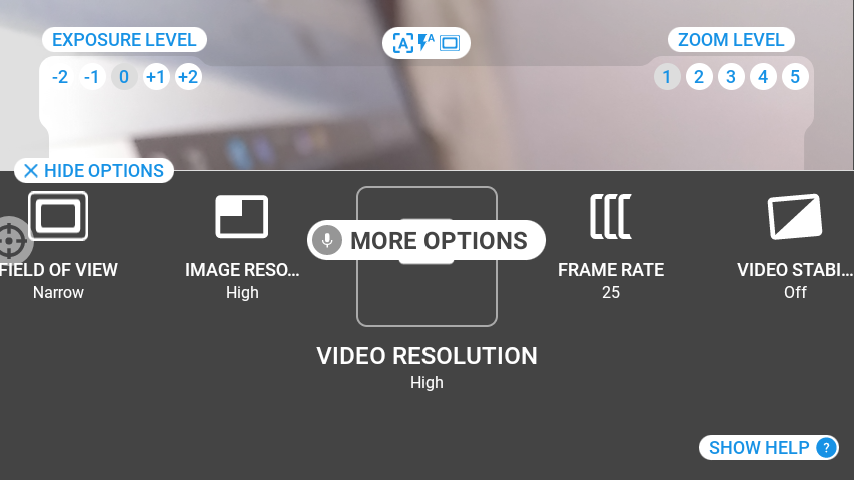 EXPOSURE LEVEL
A A
ZOOM LEVEL
-2 -1 0 +1 +2
1 2 3 4 5
HIDE OPTIONS
MORE OPTIONS
FIELD OF VIEW
Narrow
IMAGE RESO...
High
VIDEO RESOLUTION
High
FRAME RATE
25
VIDEO STABI...
Off
SHOW HELP ?